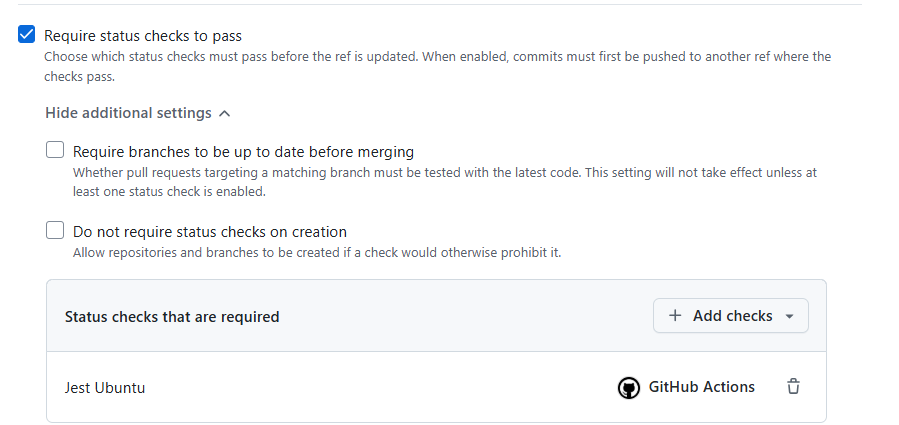 Require status checks to pass
Choose which status checks must pass before the ref is updated. When enabled, commits must first be pushed to another ref where the
checks pass.
Hide additional settings
Require branches to be up to date before merging
Whether pull requests targeting a matching branch must be tested with the latest code. This setting will not take effect unless at
least one status check is enabled.
Do not require status checks on creation
Allow repositories and branches to be created if a check would otherwise prohibit it.
Status checks that are required
Add checks
Jest Ubuntu
GitHub Actions